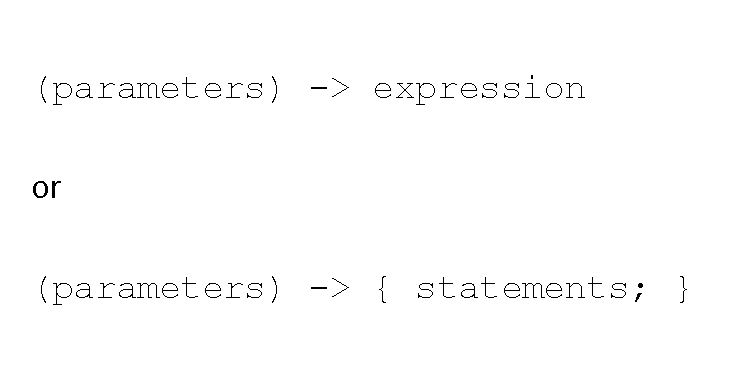 (parameters) -> expression
or
(parameters) -> { statements; }